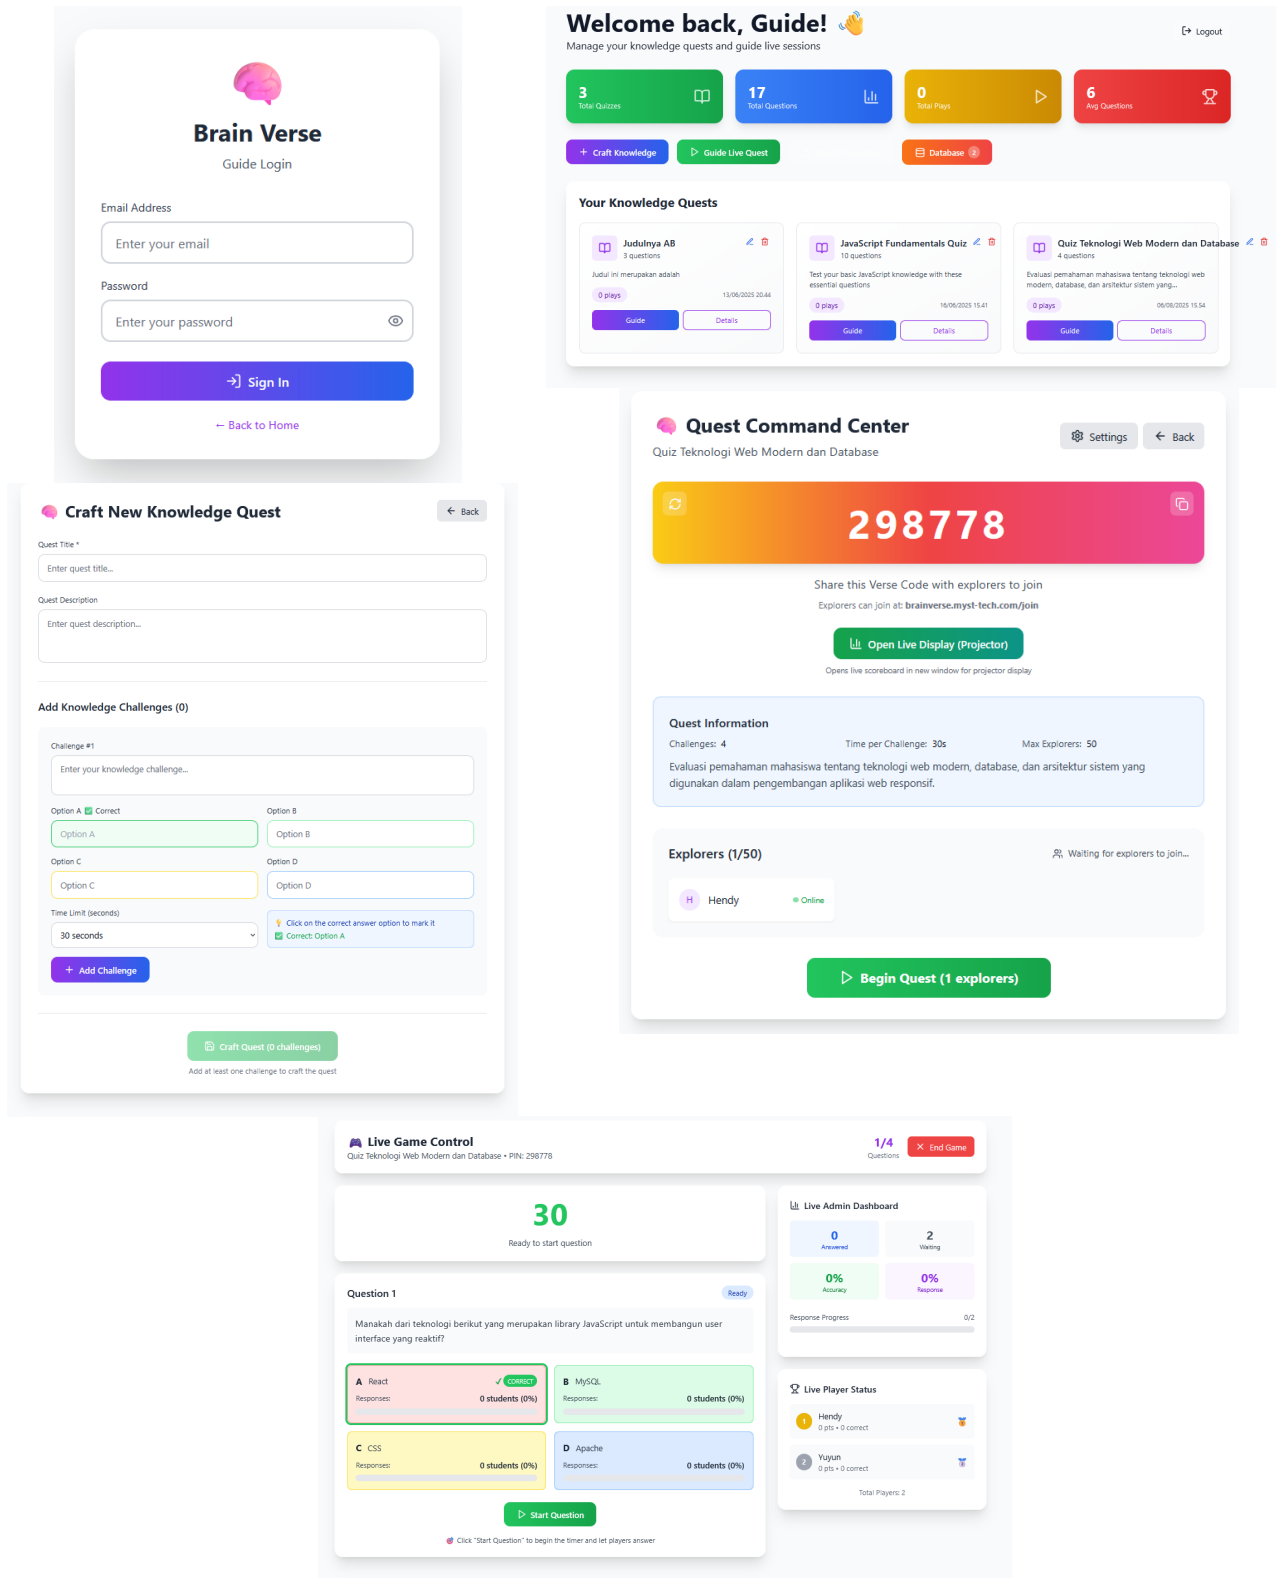 Brain Verse
Guide Login
Email Address
Enter your email
Password
Enter your password
Sign In
← Back to Home
Welcome back, Guide!
Manage your knowledge quests and guide live sessions
Logout
3
Total Quizzes
17
Total Questions
0
Total Plays
6
Avg Questions
+ Craft Knowledge
Guide Live Quest
Database 2
Your Knowledge Quests
Judulnya AB
3 questions
Judul ini merupakan adalah
0 plays
13/06/2025 20.44
Guide
Details
JavaScript Fundamentals Quiz
10 questions
Test your basic JavaScript knowledge with these
essential questions
0 plays
16/06/2025 15.41
Guide
Details
Quiz Teknologi Web Modern dan Database
4 questions
Evaluasi pemahaman mahasiswa tentang teknologi web
modern, database, dan arsitektur sistem yang...
0 plays
06/08/2025 15.54
Guide
Details
Craft New Knowledge Quest
← Back
Quest Title *
Enter quest title...
Quest Description
Enter quest description...
Add Knowledge Challenges (0)
Challenge #1
Enter your knowledge challenge...
Option A ✅ Correct
Option A
Option B
Option B
Option C
Option C
Option D
Option D
Time Limit (seconds)
30 seconds
Click on the correct answer option to mark it
✅ Correct: Option A
+ Add Challenge
Craft Quest (0 challenges)
Add at least one challenge to craft the quest
Quest Command Center
Quiz Teknologi Web Modern dan Database
Settings
← Back
298778
Share this Verse Code with explorers to join
Explorers can join at: brainverse.myst-tech.com/join
Open Live Display (Projector)
Opens live scoreboard in new window for projector display
Quest Information
Challenges: 4
Time per Challenge: 30s
Max Explorers: 50
Evaluasi pemahaman mahasiswa tentang teknologi web modern, database, dan arsitektur sistem yang
digunakan dalam pengembangan aplikasi web responsif.
Explorers (1/50)
Waiting for explorers to join...
H Hendy
Online
Begin Quest (1 explorers)
Live Game Control
Quiz Teknologi Web Modern dan Database • PIN: 298778
1/4
Questions
× End Game
30
Ready to start question
Question 1
Ready
Manakah dari teknologi berikut yang merupakan library JavaScript untuk membangun user
interface yang reaktif?
A React
✓ CORRECT
Responses: 0 students (0%)
B MySQL
Responses: 0 students (0%)
C CSS
Responses: 0 students (0%)
D Apache
Responses: 0 students (0%)
Start Question
Click "Start Question" to begin the timer and let players answer
Live Admin Dashboard
0
Answered
2
Waiting
0%
Accuracy
0%
Response
Response Progress 0/2
Live Player Status
1 Hendy
0 pts • 0 correct
2 Yuyun
0 pts • 0 correct
Total Players: 2